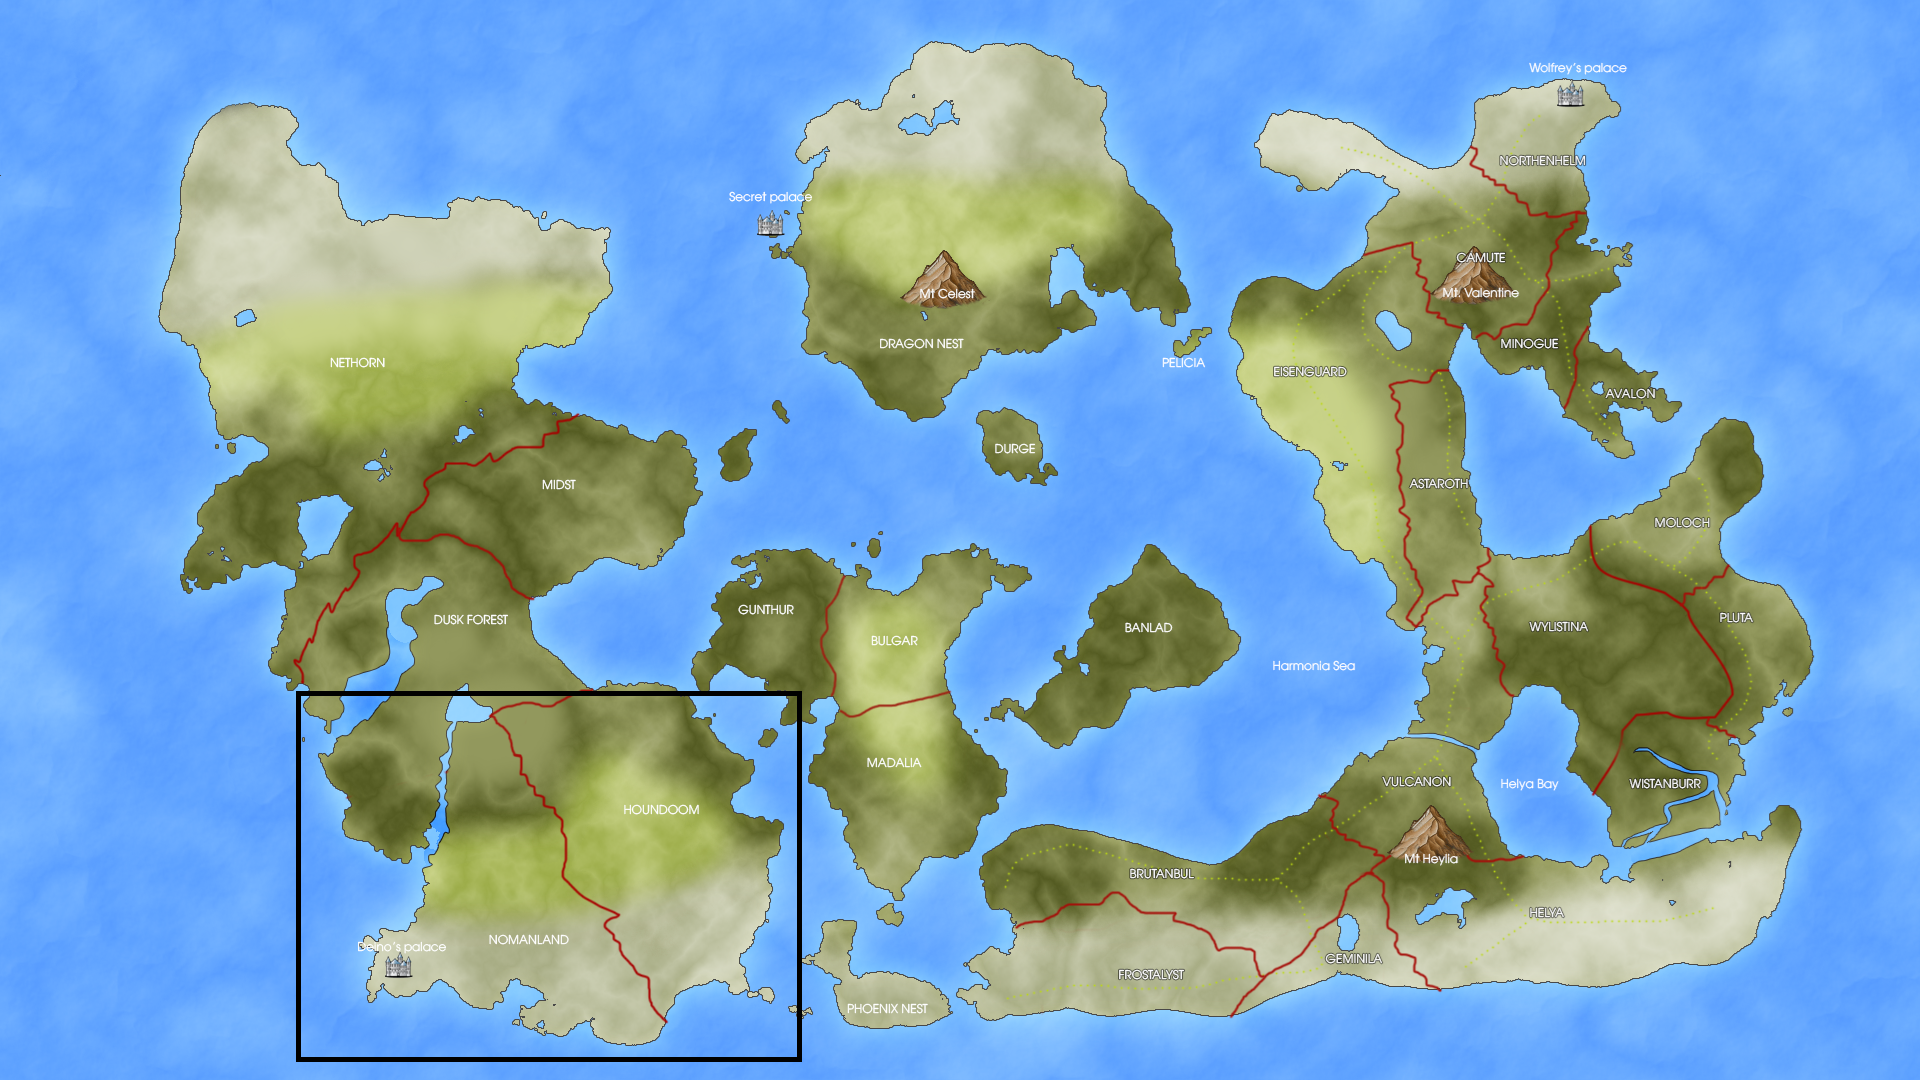 Wolfrey's palace
NORTHENHELM
Secret palace
CAMUTE
Mt Celest
Mt. Valentine
DRAGON NEST
MINOGUE
NETHORN
PELICIA
EISENGUARD
AVALON
DURGE
MIDST
ASTAROTH
MOLOCH
GUNTHUR
DUSK FOREST
BULGAR
BANLAD
WYLISTINA
PLUTA
Harmonia Sea
MADALIA
VULCANON
Helya Bay
WISTANBURR
HOUNDOOM
Mt Heylia
BRUTANBUL
HELYA
NOMANLAND
Deino's palace
GEMINILA
FROSTALYST
PHOENIX NEST